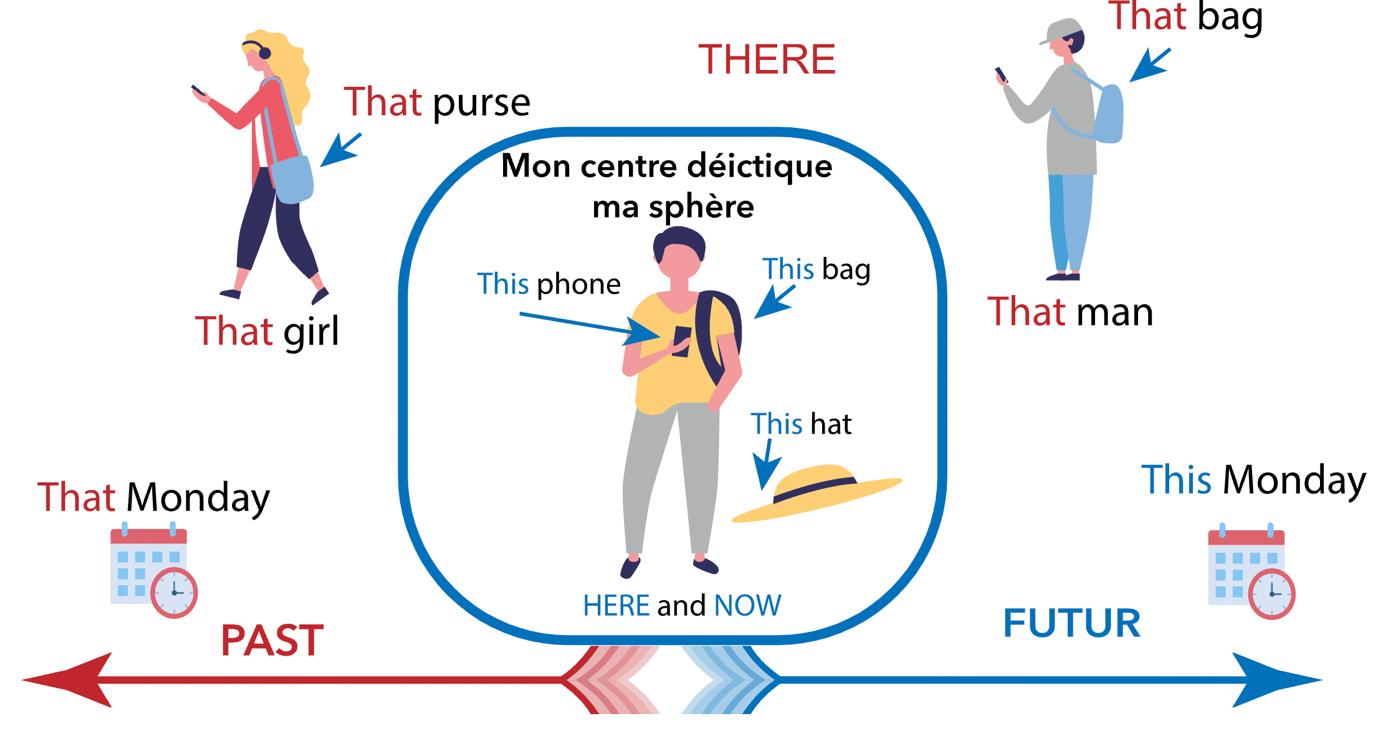 That bag
THERE
That purse
Mon centre déictique
ma sphère
This phone
This bag
That girl
That man
This hat
That Monday
This Monday
HERE and NOW
PAST
FUTUR